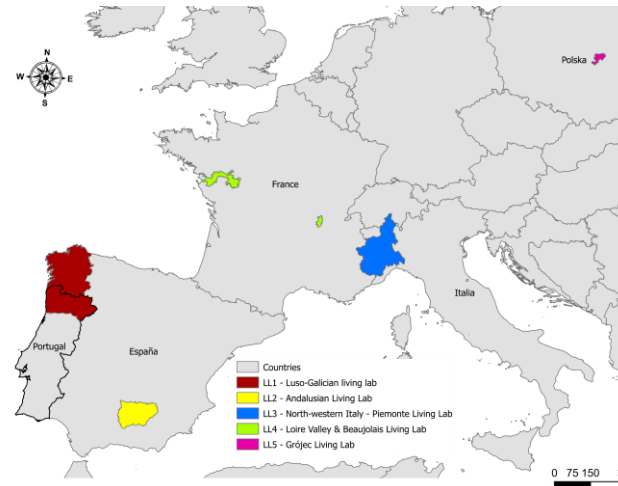 N
W
E
S
Polska
France
Italia
Portugal
España
Countries
LL1 - Luso-Galician living lab
LL2 - Andalusian Living Lab
LL3 - North-western Italy - Piemonte Living Lab
LL4 - Loire Valley & Beaujolais Living Lab
LL5 - Grójec Living Lab
0 75 150